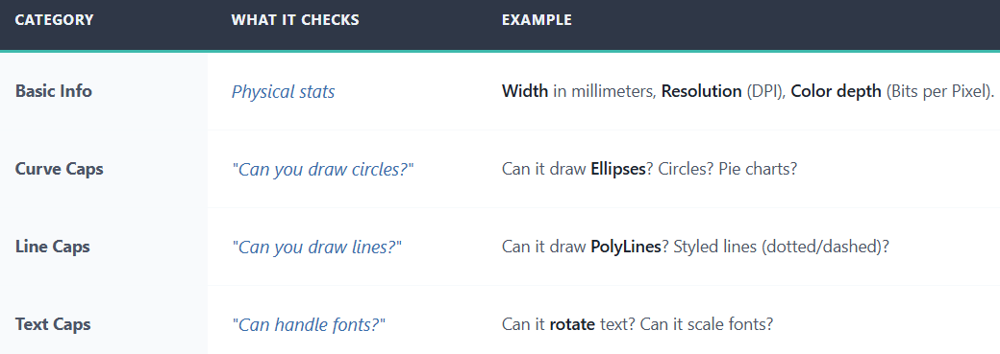 CATEGORY WHAT IT CHECKS EXAMPLE
Basic Info Physical stats Width in millimeters, Resolution (DPI), Color depth (Bits per Pixel).
Curve Caps "Can you draw circles?" Can it draw Ellipses? Circles? Pie charts?
Line Caps "Can you draw lines?" Can it draw PolyLines? Styled lines (dotted/dashed)?
Text Caps "Can handle fonts?" Can it rotate text? Can it scale fonts?